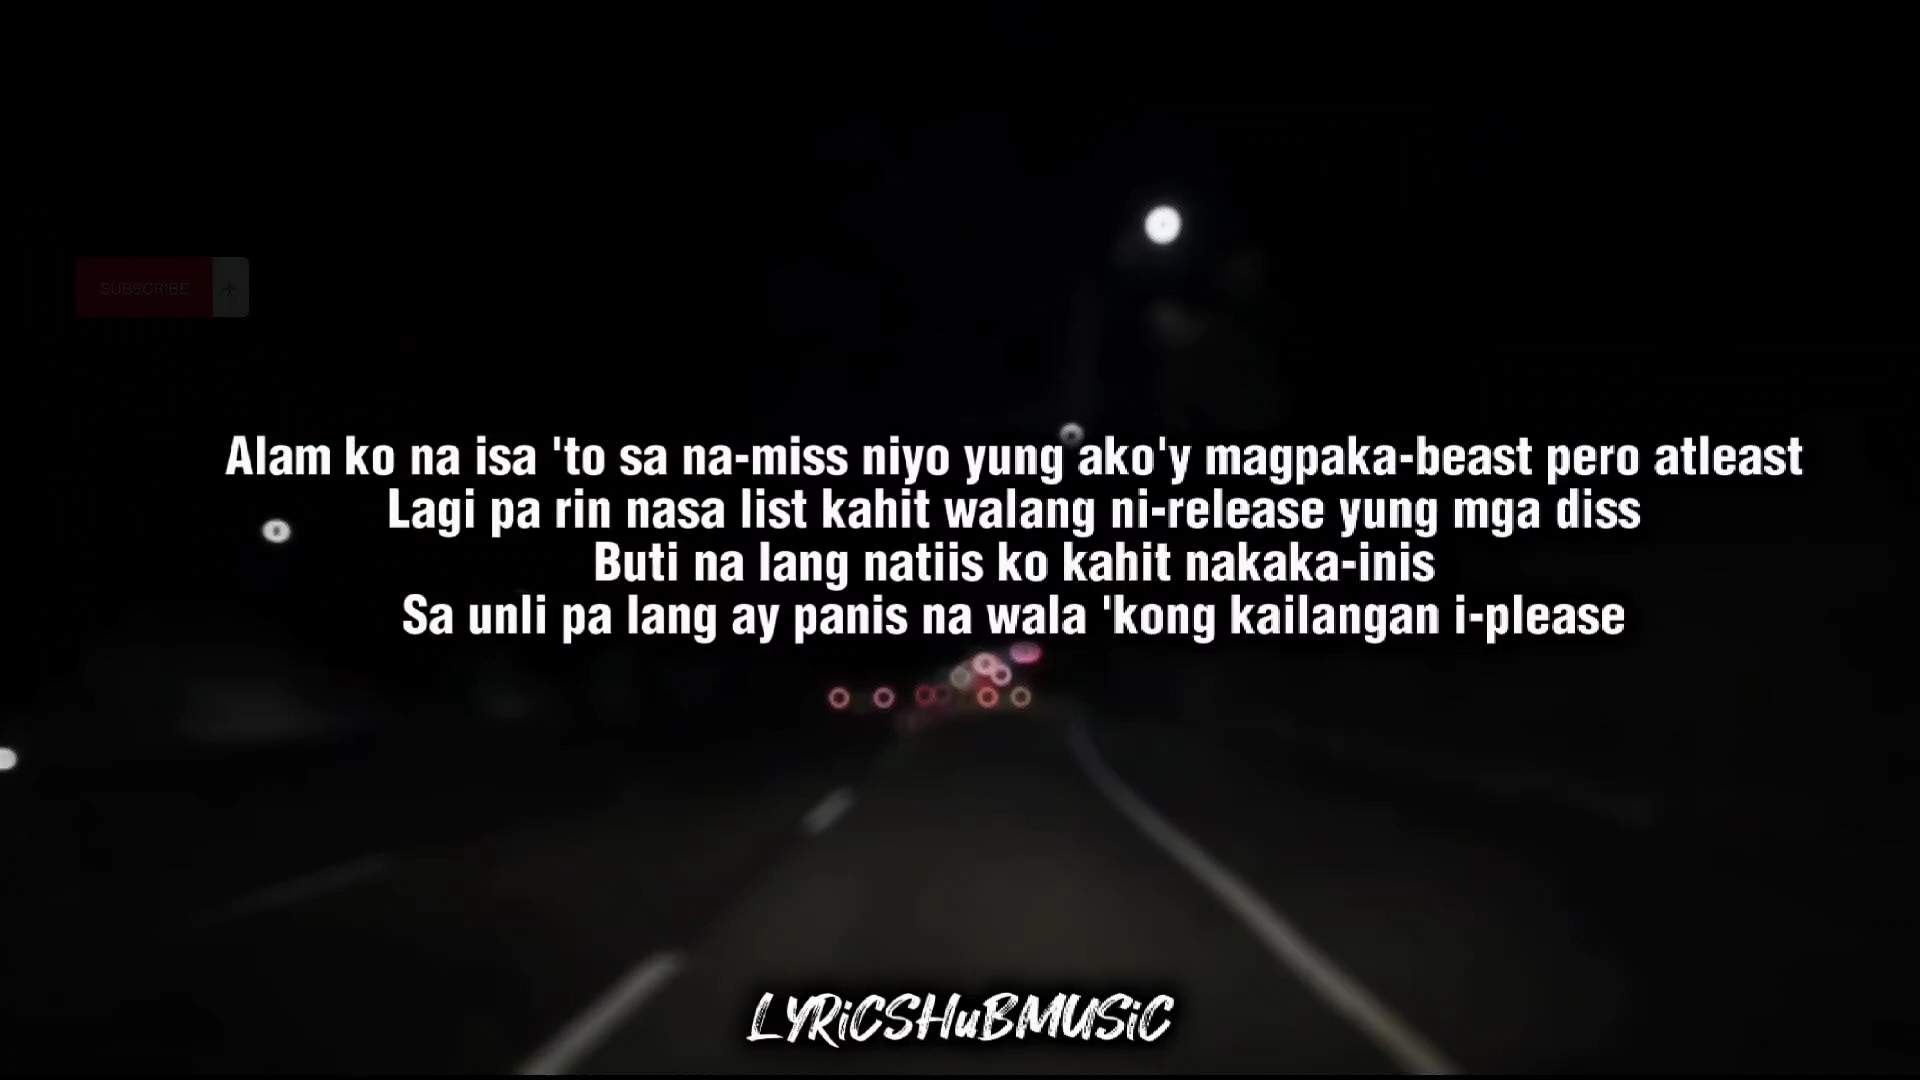 SUBSCRIBE +
Alam ko na isa 'to sa na-miss niyo yung ako'y magpaka-beast pero atleast
Lagi pa rin nasa list kahit walang ni-release yung mga diss
Buti na lang natiis ko kahit nakaka-inis
Sa unli pa lang ay panis na wala 'kong kailangan i-please
LYRiCSHuBMUSiC